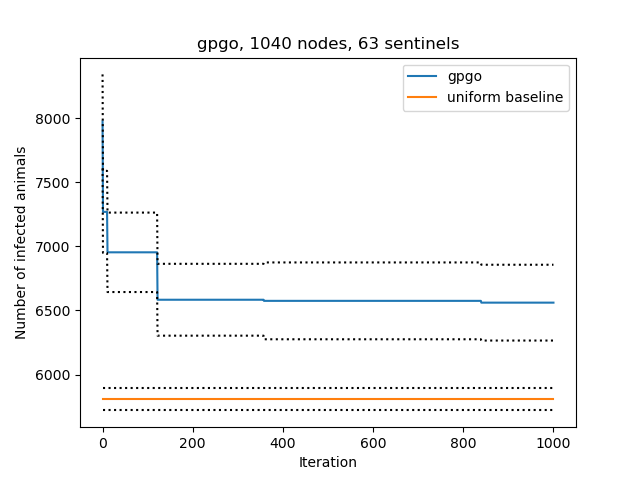 gpgo, 1040 nodes, 63 sentinels
gpgo
uniform baseline
Number of infected animals
8000
7500
7000
6500
6000
0 200 400 600 800 1000
Iteration